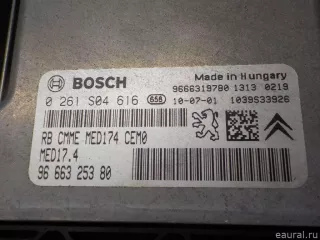 BOSCH
Made in Hungary
9666319780 1313 0219
0 261 S04 616 656 10-07-01 1039S33926
RB CMME MED174 CEM0
MED17.4
96 663 253 80
eaural.ru